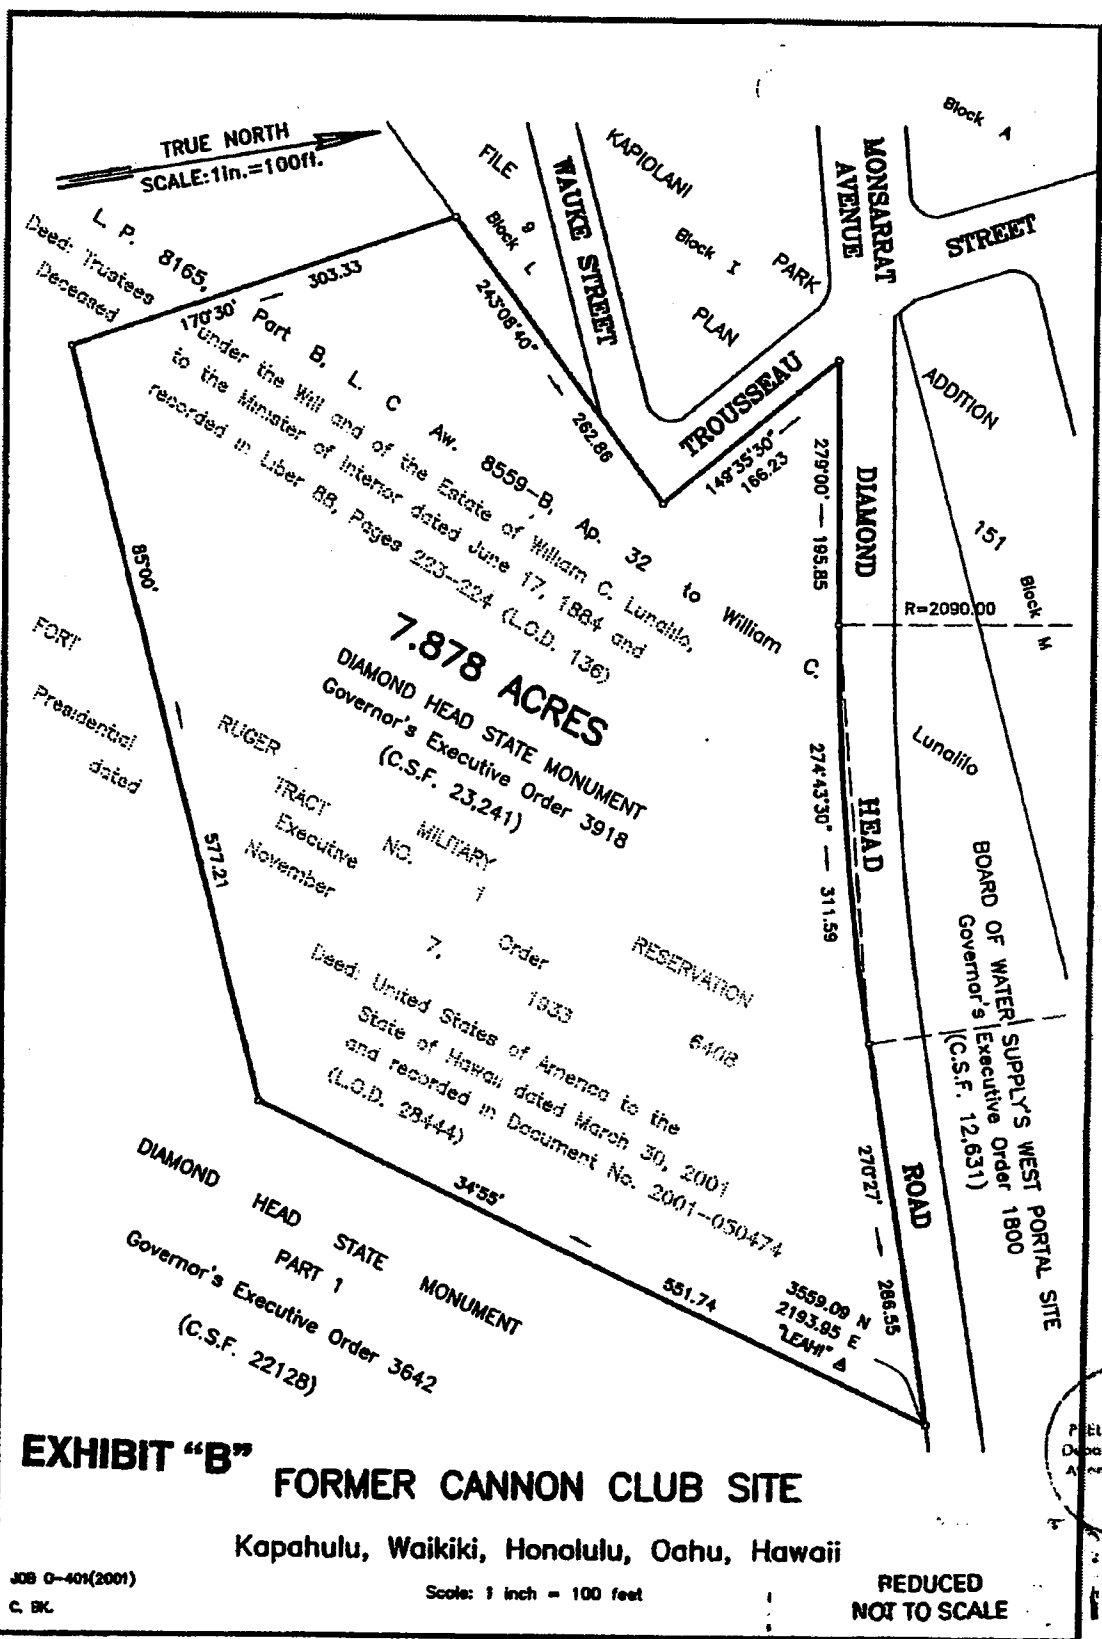 TRUE NORTH
SCALE:1in.=100ft.
L. P. 8165, Part B, L. C Aw. 8559-B, Ap. 32 to William C. Lunalilo
Deed: Trustees under the Will and of the Estate of William C. Lunalilo,
Deceased to the Minister of Interior dated June 17, 1884 and
recorded in Liber 88, Pages 223--224 (L.O.D. 136)
170°30' — 303.33
FILE 9
Block L
WAUKE STREET
KAPIOLANI
Block I
PARK
PLAN
MONSARRAT
AVENUE
Block A
STREET
243°08'40" — 262.86
TROUSSEAU
149°35'30" —
166.23
279°00' — 195.85
DIAMOND
ADDITION
151
Block M
R=2090.00
85°00' — 577.21
7.878 ACRES
DIAMOND HEAD STATE MONUMENT
Governor's Executive Order 3918
(C.S.F. 23,241)
274°43'30" — 311.59
HEAD
BOARD OF WATER SUPPLY'S WEST PORTAL SITE
Governor's Executive Order 1800
(C.S.F. 12,631)
FORT RUGER MILITARY RESERVATION
TRACT NO. 1
Presidential Executive Order 6408
dated November 7, 1933
Deed: United States of America to the
State of Hawaii dated March 30, 2001
and recorded in Document No. 2001--050474
(L.O.D. 28444)
270°27' — 286.55
ROAD
34°55' — 551.74
3559.09 N
2193.95 E
"LEAHI" Δ
DIAMOND HEAD STATE MONUMENT
PART 1
Governor's Executive Order 3642
(C.S.F. 22128)
EXHIBIT “B”
FORMER CANNON CLUB SITE
Kapahulu, Waikiki, Honolulu, Oahu, Hawaii
JOB O-401(2001)
C. BK.
Scale: 1 inch = 100 feet
REDUCED
NOT TO SCALE